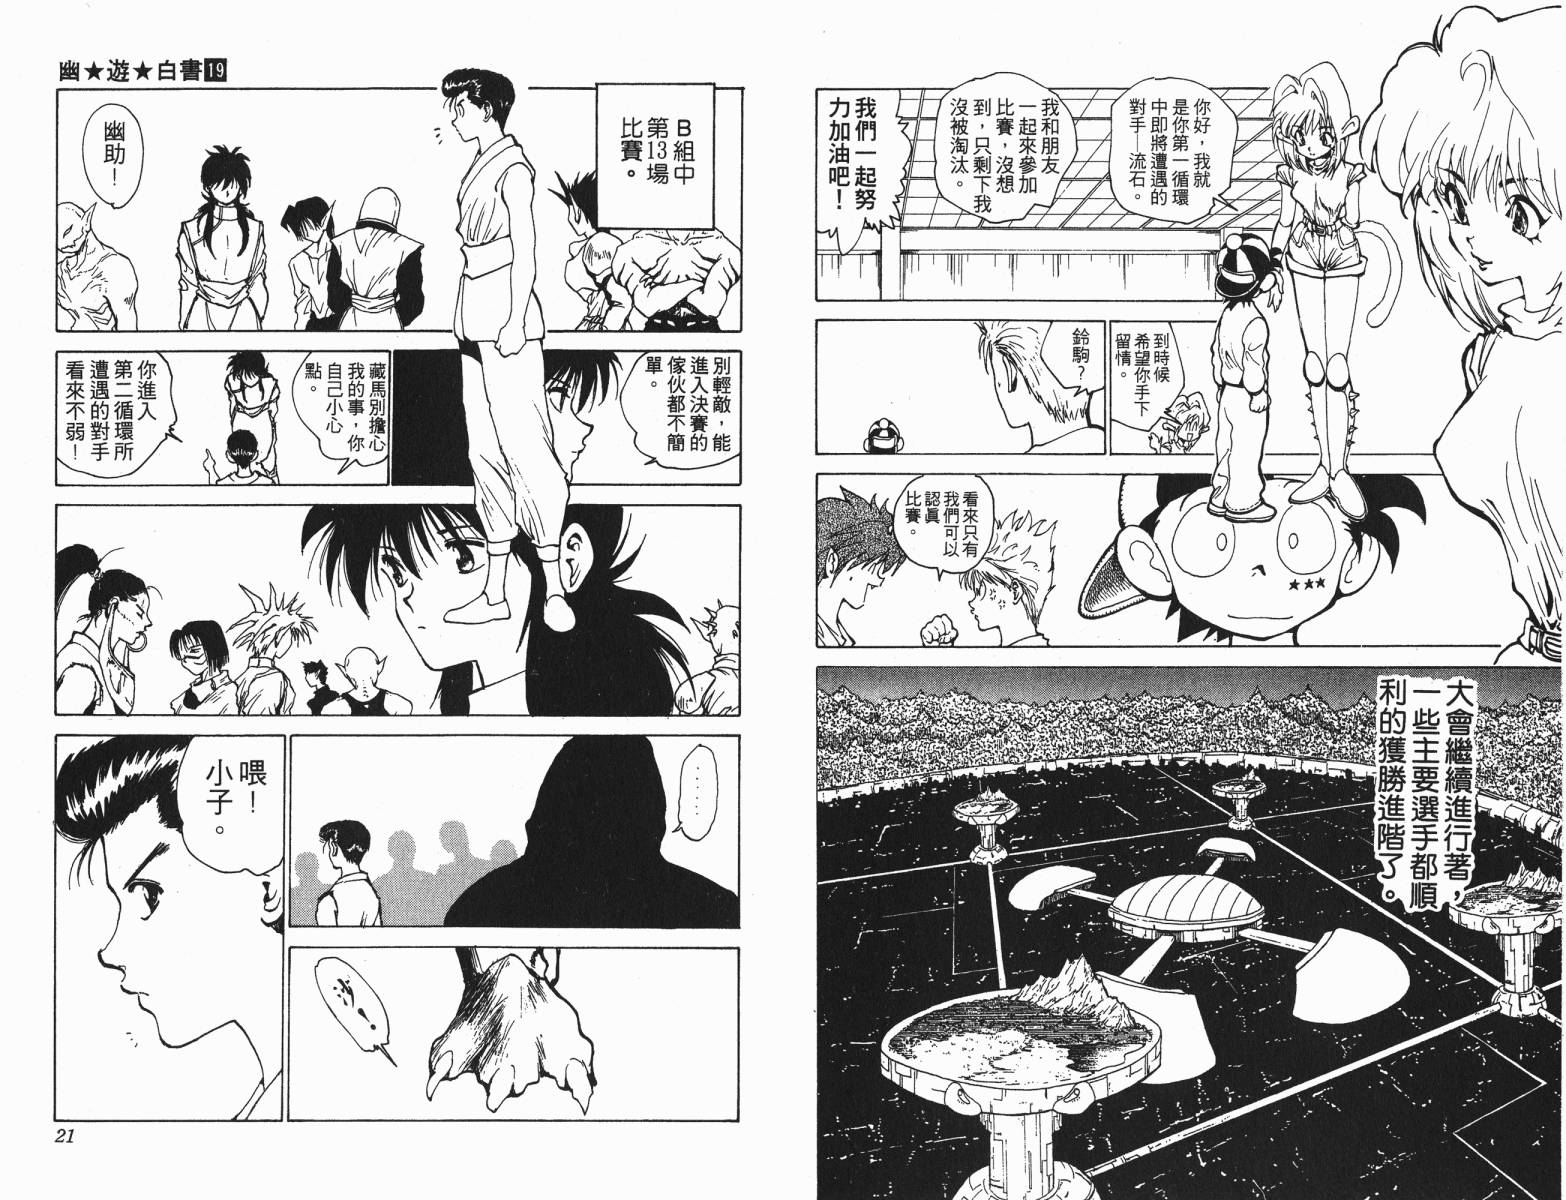 你好，我就
是你第一循環
中即將遭遇的
對手─流石。
我和朋友
一起來參加
比賽，沒想
到，只剩下我
沒被淘汰。
我們一起努
力加油吧！
到時候
希望你手下
留情。
鈴駒？
看來只有
我們可以
認真
比賽。
大會繼續進行著，
一些主要選手都順
利的獲勝進階了。
幽★遊★白書19
B組中
第13場
比賽。
幽助！
別輕敵，能
進入決賽的
傢伙都不簡
單。
藏馬別擔心
我的事，你
自己小心
點。
你進入
第二循環所
遭遇的對手
看來不弱！
……
沙！
喂！
小子。
21